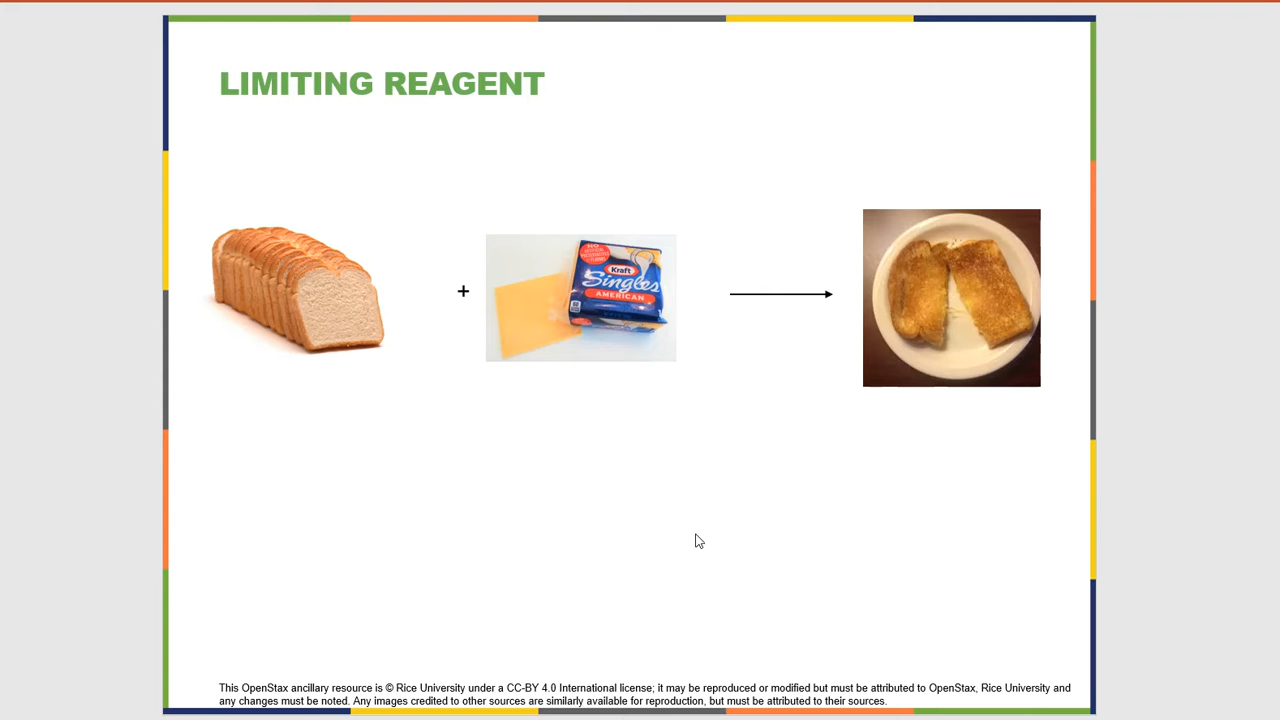 LIMITING REAGENT
+
Kraft
Singles
AMERICAN
This OpenStax ancillary resource is © Rice University under a CC-BY 4.0 International license; it may be reproduced or modified but must be attributed to OpenStax, Rice University and
any changes must be noted. Any images credited to other sources are similarly available for reproduction, but must be attributed to their sources.